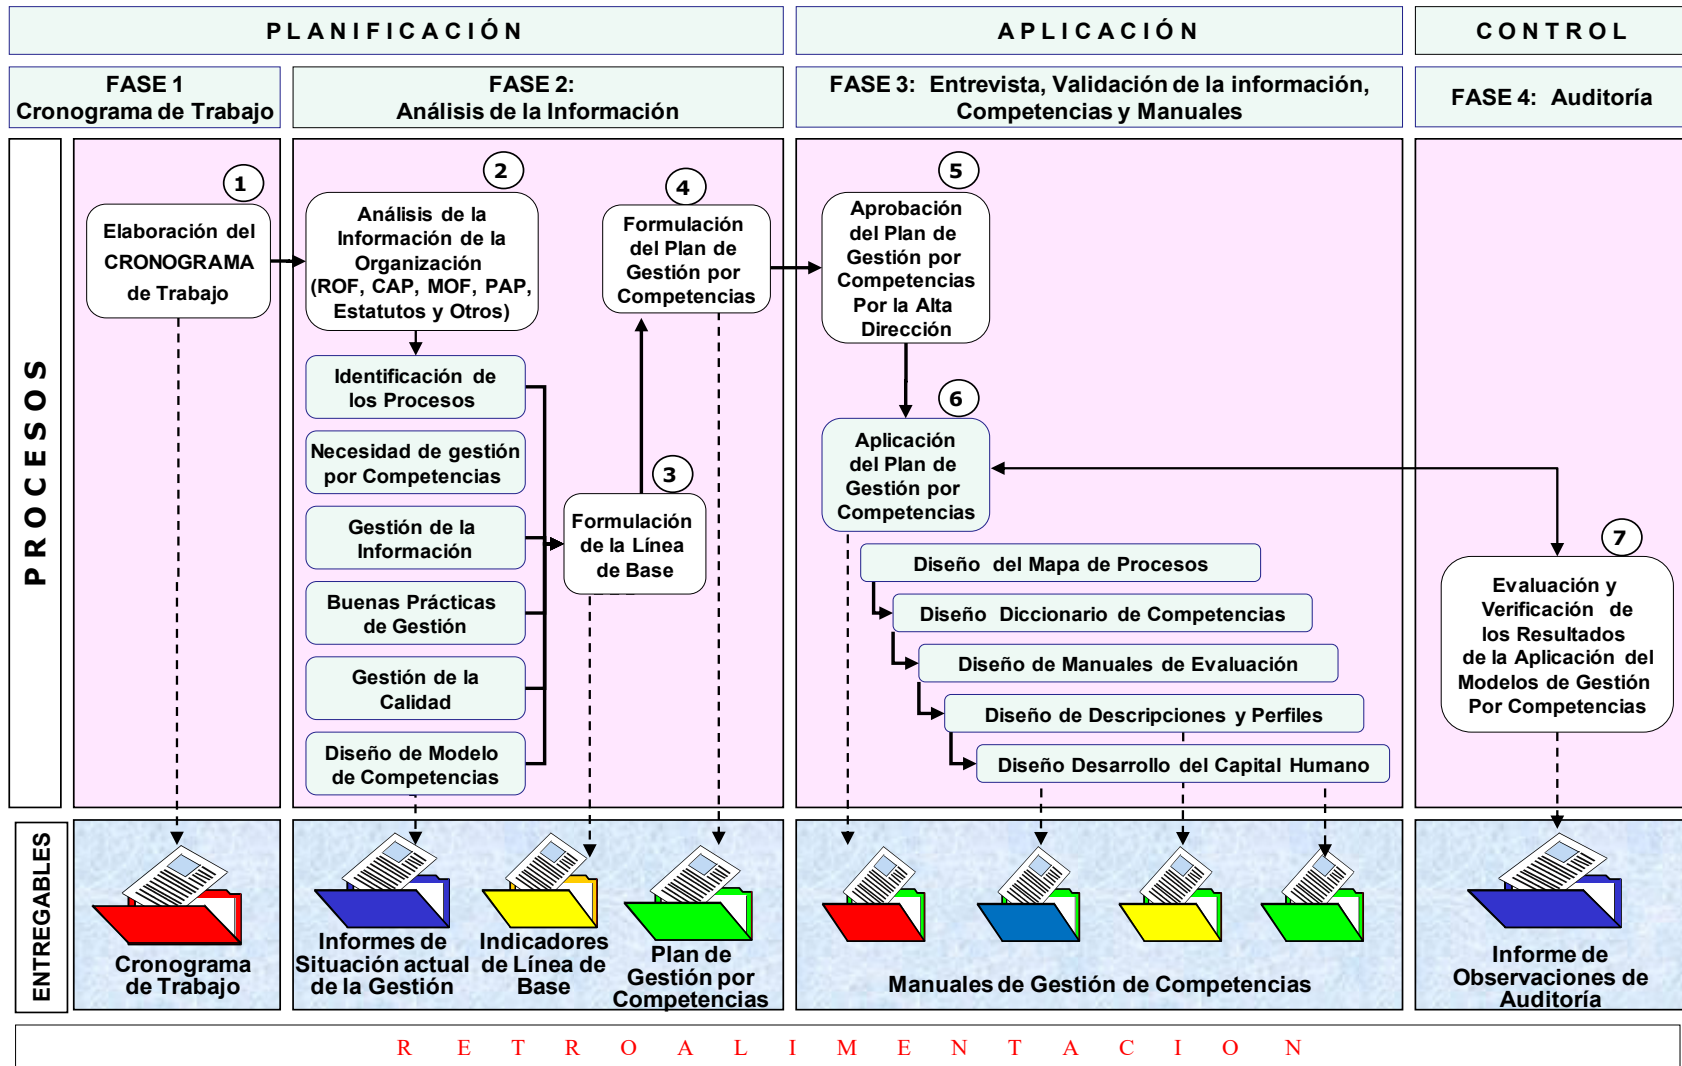 PLANIFICACIÓN
APLICACIÓN
CONTROL
FASE 1
Cronograma de Trabajo
FASE 2:
Análisis de la Información
FASE 3: Entrevista, Validación de la información,
Competencias y Manuales
FASE 4: Auditoría
PROCESOS
1
Elaboración del
CRONOGRAMA
de Trabajo
2
Análisis de la
Información de la
Organización
(ROF, CAP, MOF, PAP,
Estatutos y Otros)
Identificación de
los Procesos
Necesidad de gestión
por Competencias
Gestión de la
Información
Buenas Prácticas
de Gestión
Gestión de la
Calidad
Diseño de Modelo
de Competencias
3
Formulación
de la Línea
de Base
4
Formulación
del Plan de
Gestión por
Competencias
5
Aprobación
del Plan de
Gestión por
Competencias
Por la Alta
Dirección
6
Aplicación
del Plan de
Gestión por
Competencias
Diseño del Mapa de Procesos
Diseño Diccionario de Competencias
Diseño de Manuales de Evaluación
Diseño de Descripciones y Perfiles
Diseño Desarrollo del Capital Humano
7
Evaluación y
Verificación de
los Resultados
de la Aplicación del
Modelos de Gestión
Por Competencias
ENTREGABLES
Cronograma
de Trabajo
Informes de
Situación actual
de la Gestión
Indicadores
de Línea de
Base
Plan de
Gestión por
Competencias
Manuales de Gestión de Competencias
Informe de
Observaciones de
Auditoría
RETROALIMENTACION